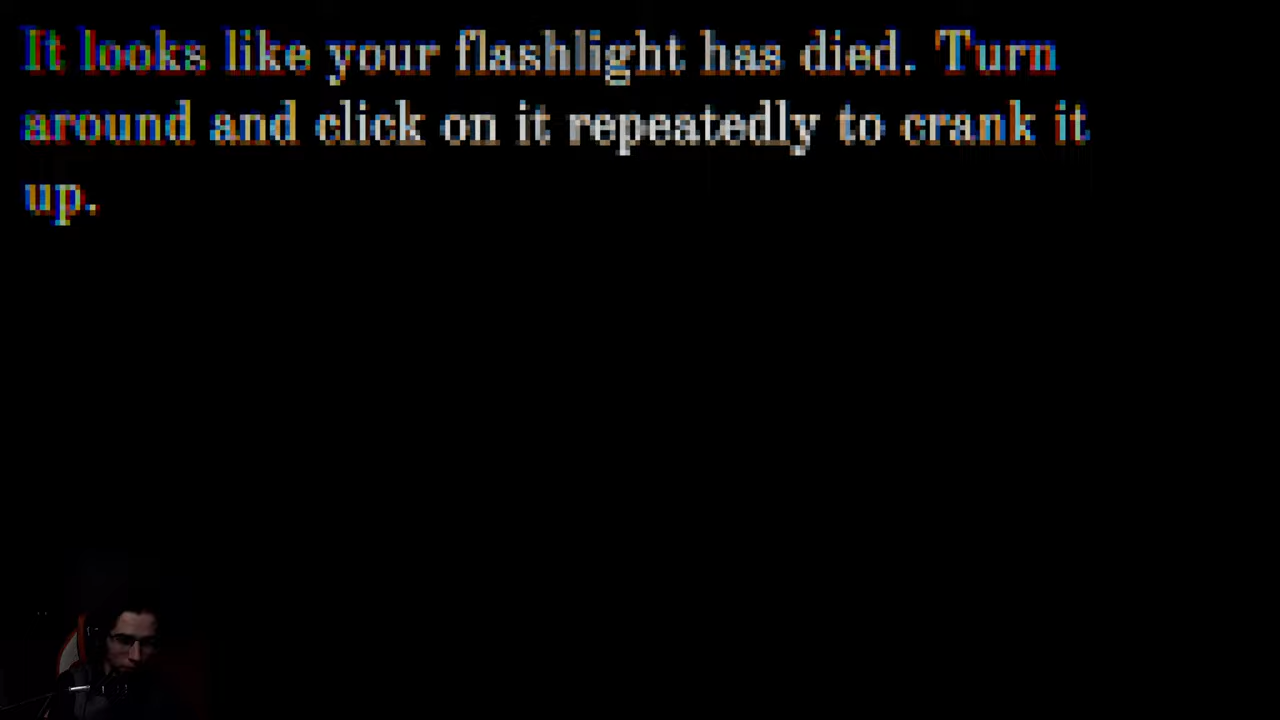 It looks like your flashlight has died. Turn
around and click on it repeatedly to crank it
up.